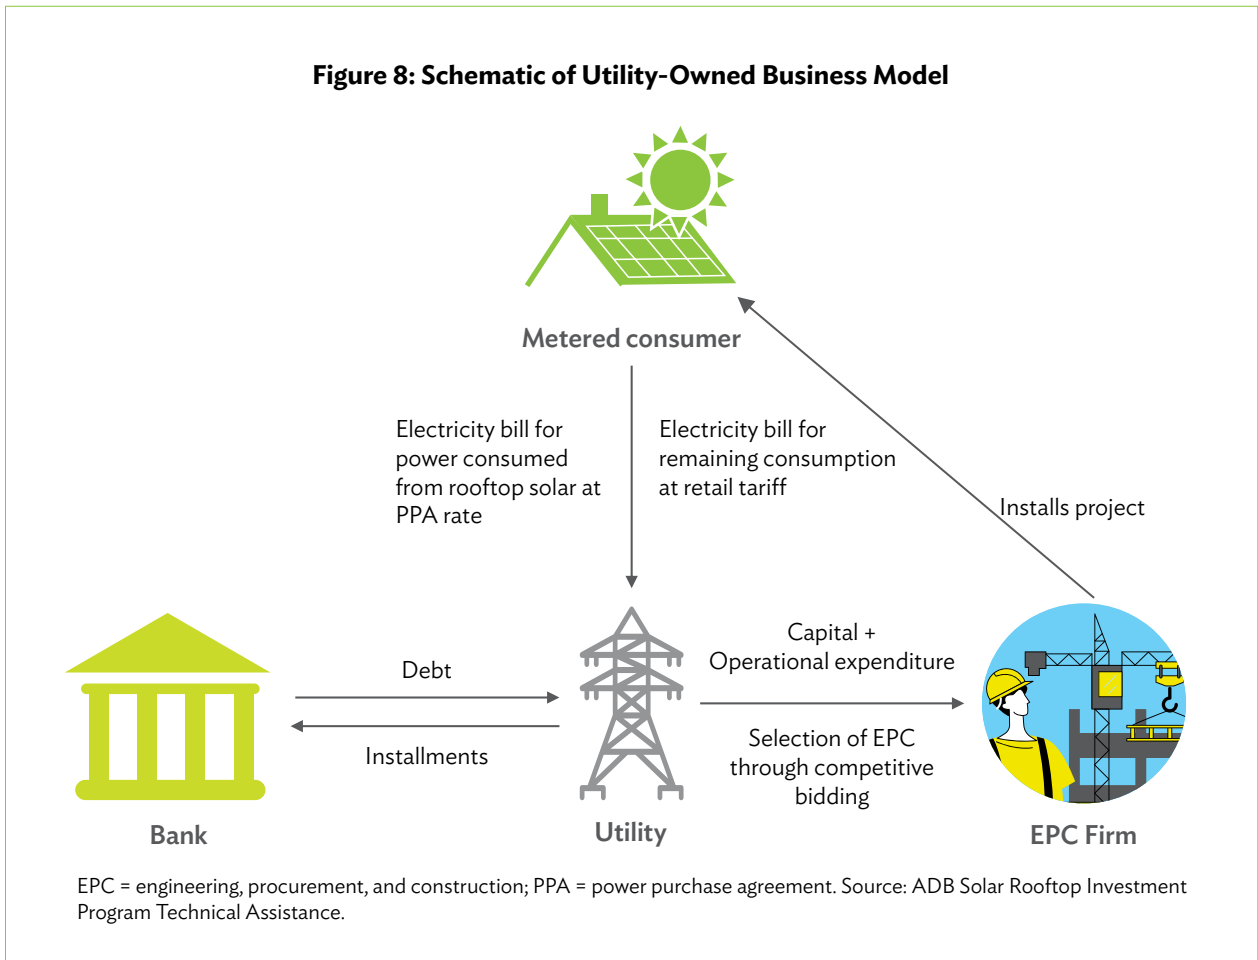 Figure 8: Schematic of Utility-Owned Business Model
Metered consumer
Electricity bill for
power consumed
from rooftop solar at
PPA rate
Electricity bill for
remaining consumption
at retail tariff
Installs project
Debt
Installments
Capital +
Operational expenditure
Selection of EPC
through competitive
bidding
Bank
Utility
EPC Firm
EPC = engineering, procurement, and construction; PPA = power purchase agreement. Source: ADB Solar Rooftop Investment
Program Technical Assistance.